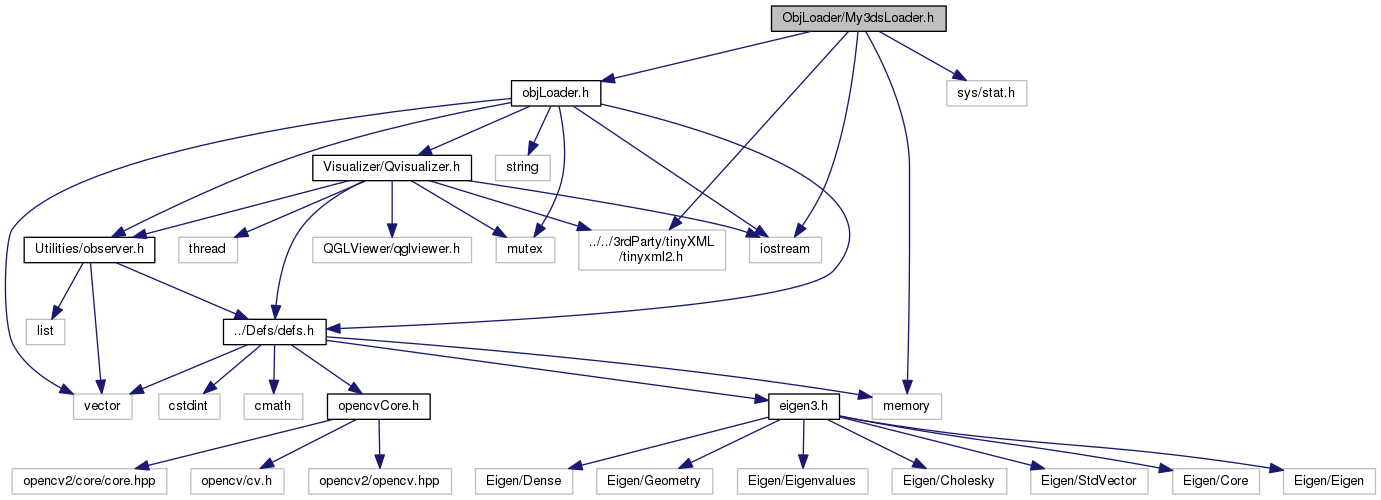 ObjLoader/My3dsLoader.h
objLoader.h
sys/stat.h
Visualizer/Qvisualizer.h
string
Utilities/observer.h
thread
QGLViewer/qglviewer.h
mutex
../../3rdParty/tinyXML
/tinyxml2.h
iostream
list
../Defs/defs.h
vector
cstdint
cmath
opencvCore.h
eigen3.h
memory
opencv2/core/core.hpp
opencv/cv.h
opencv2/opencv.hpp
Eigen/Dense
Eigen/Geometry
Eigen/Eigenvalues
Eigen/Cholesky
Eigen/StdVector
Eigen/Core
Eigen/Eigen